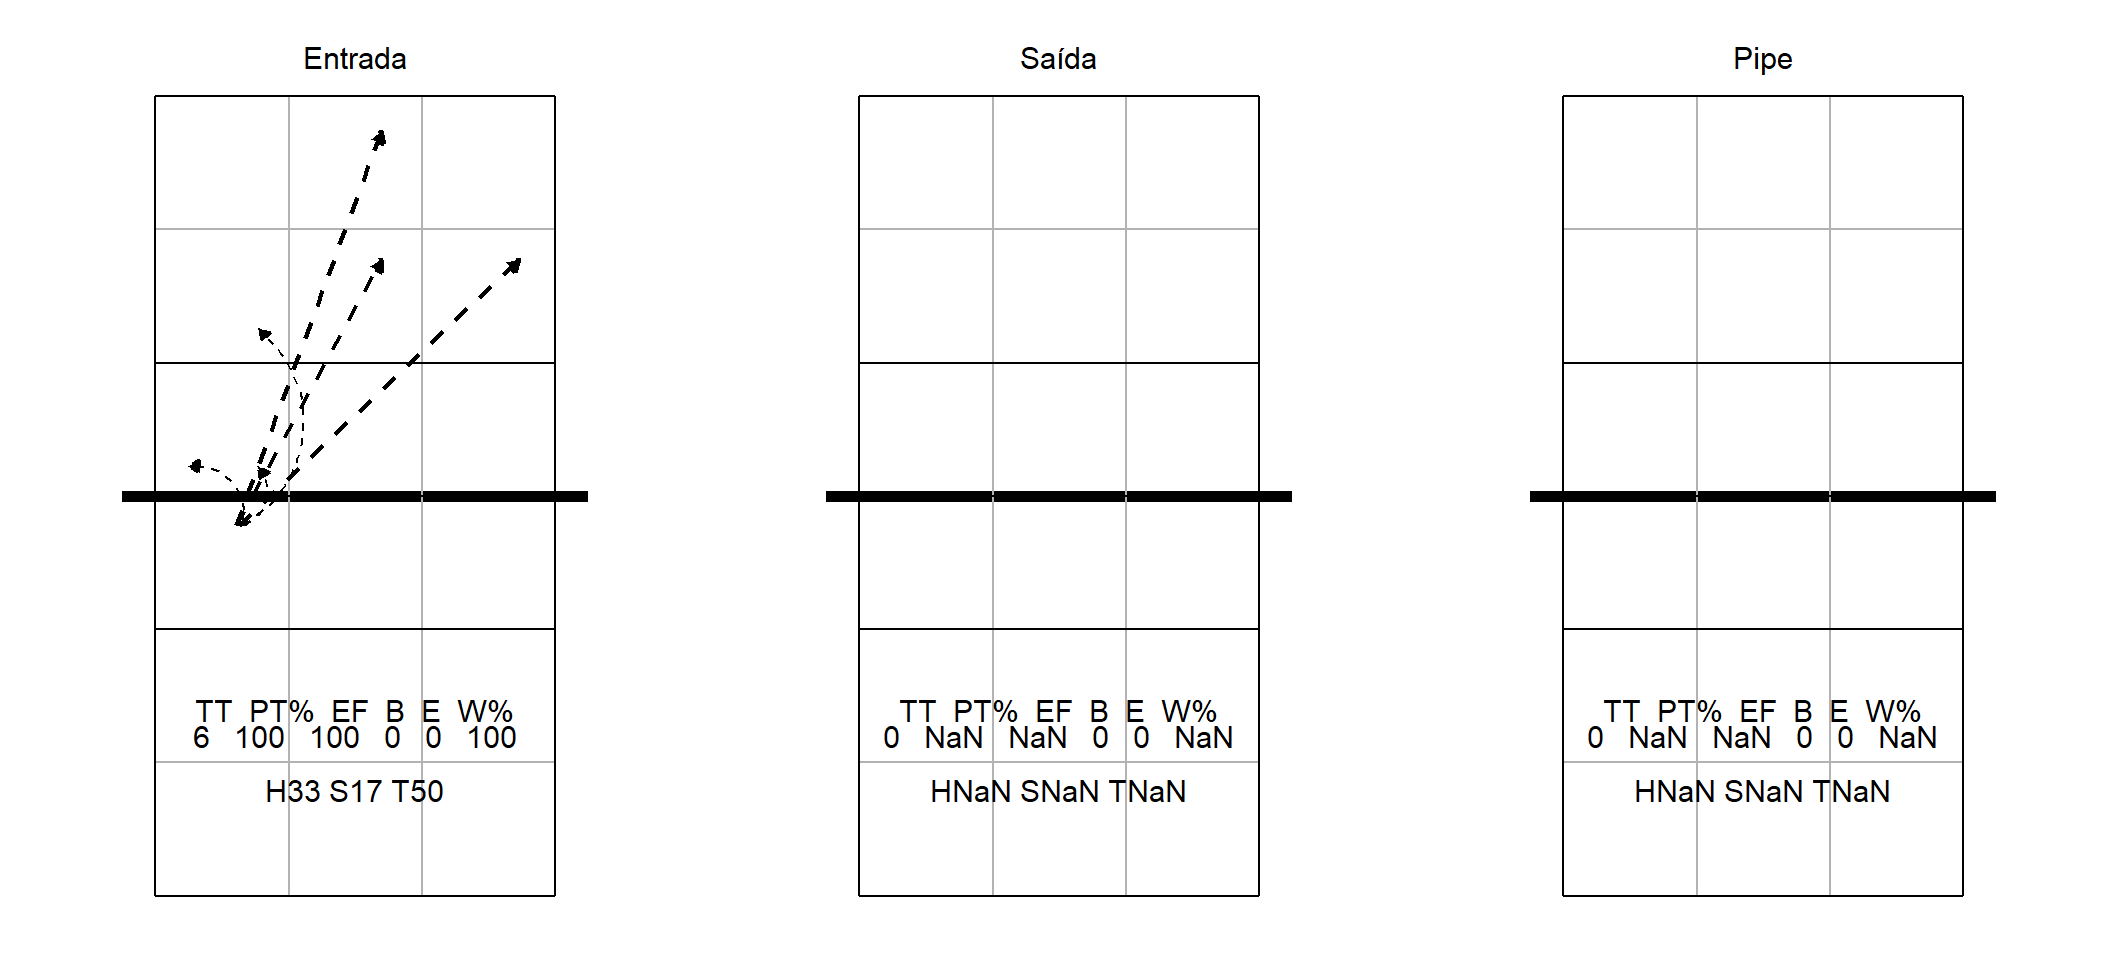 Entrada
TT PT% EF B E W%
6 100 100 0 0 100
H33 S17 T50
Saída
TT PT% EF B E W%
0 NaN NaN 0 0 NaN
HNaN SNaN TNaN
Pipe
TT PT% EF B E W%
0 NaN NaN 0 0 NaN
HNaN SNaN TNaN